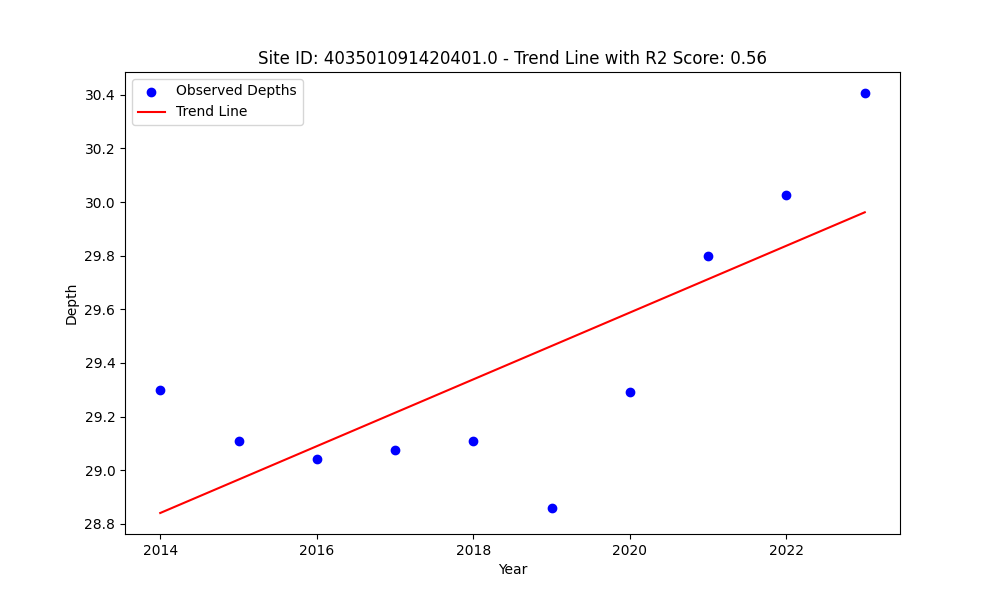 Site ID: 403501091420401.0 - Trend Line with R2 Score: 0.56
Observed Depths
Trend Line
30.4
30.2
30.0
29.8
29.6
29.4
29.2
29.0
28.8
Depth
2014
2016
2018
2020
2022
Year